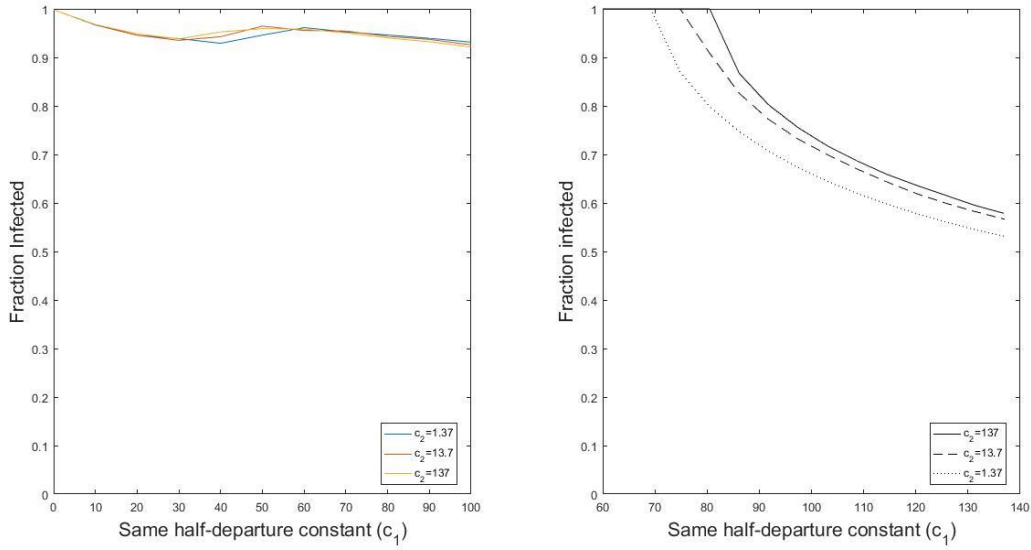 Fraction Infected
1
0.9
0.8
0.7
0.6
0.5
0.4
0.3
0.2
0.1
0
0 10 20 30 40 50 60 70 80 90 100
Same half-departure constant (c₁)
c₂=1.37
c₂=13.7
c₂=137
Fraction infected
1
0.9
0.8
0.7
0.6
0.5
0.4
0.3
0.2
0.1
0
60 70 80 90 100 110 120 130 140
Same half-departure constant (c₁)
c₂=137
c₂=13.7
c₂=1.37